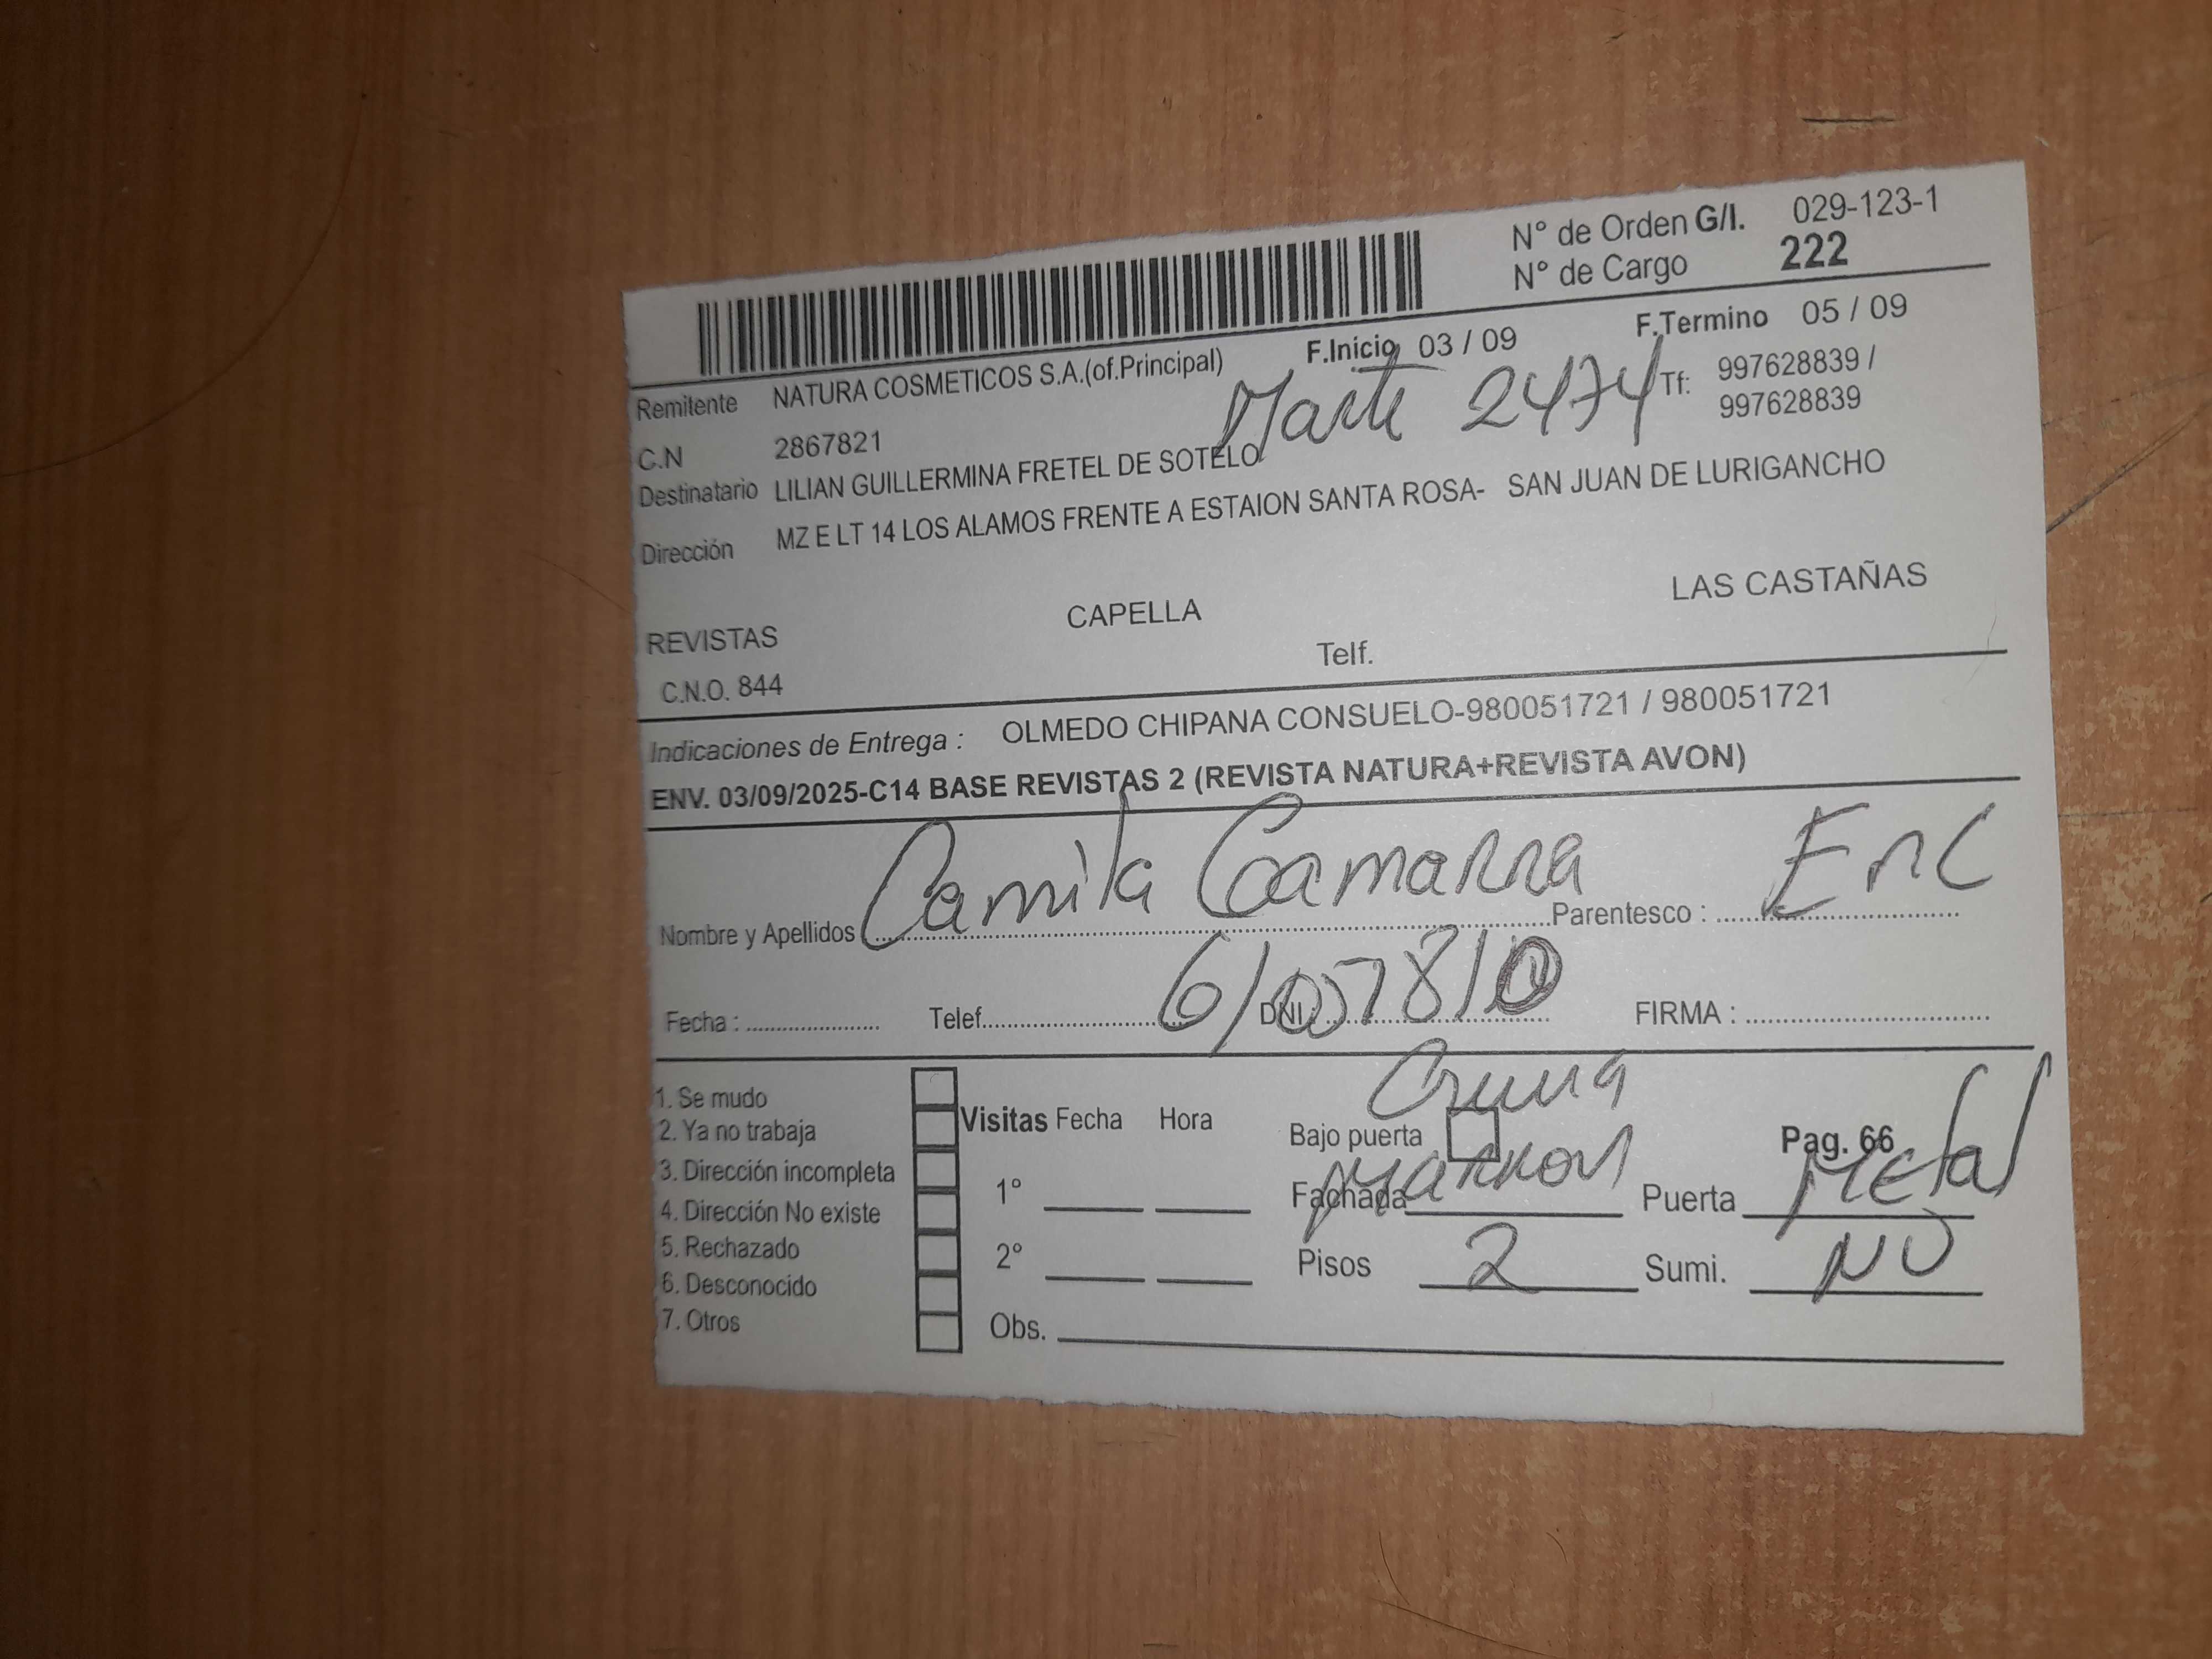 N° de Orden G/I. 029-123-1
N° de Cargo 222
F.Inicio 03 / 09 F.Termino 05 / 09
Remitente NATURA COSMETICOS S.A.(of.Principal)
Marte 2474 Tf: 997628839 /
997628839
C.N 2867821
Destinatario LILIAN GUILLERMINA FRETEL DE SOTELO
Dirección MZ E LT 14 LOS ALAMOS FRENTE A ESTAION SANTA ROSA- SAN JUAN DE LURIGANCHO
REVISTAS CAPELLA LAS CASTAÑAS
C.N.O. 844 Telf.
Indicaciones de Entrega : OLMEDO CHIPANA CONSUELO-980051721 / 980051721
ENV. 03/09/2025-C14 BASE REVISTAS 2 (REVISTA NATURA+REVISTA AVON)
Nombre y Apellidos Camila Gamarra Parentesco : Enc
Fecha : Telef. DNI FIRMA :
1. Se mudo
2. Ya no trabaja
3. Dirección incompleta
4. Dirección No existe
5. Rechazado
6. Desconocido
7. Otros
Visitas Fecha Hora
1°
2°
Obs.
Crema
Bajo puerta Pag. 66
Fachada Marron Puerta Metal
Pisos 2 Sumi. NO